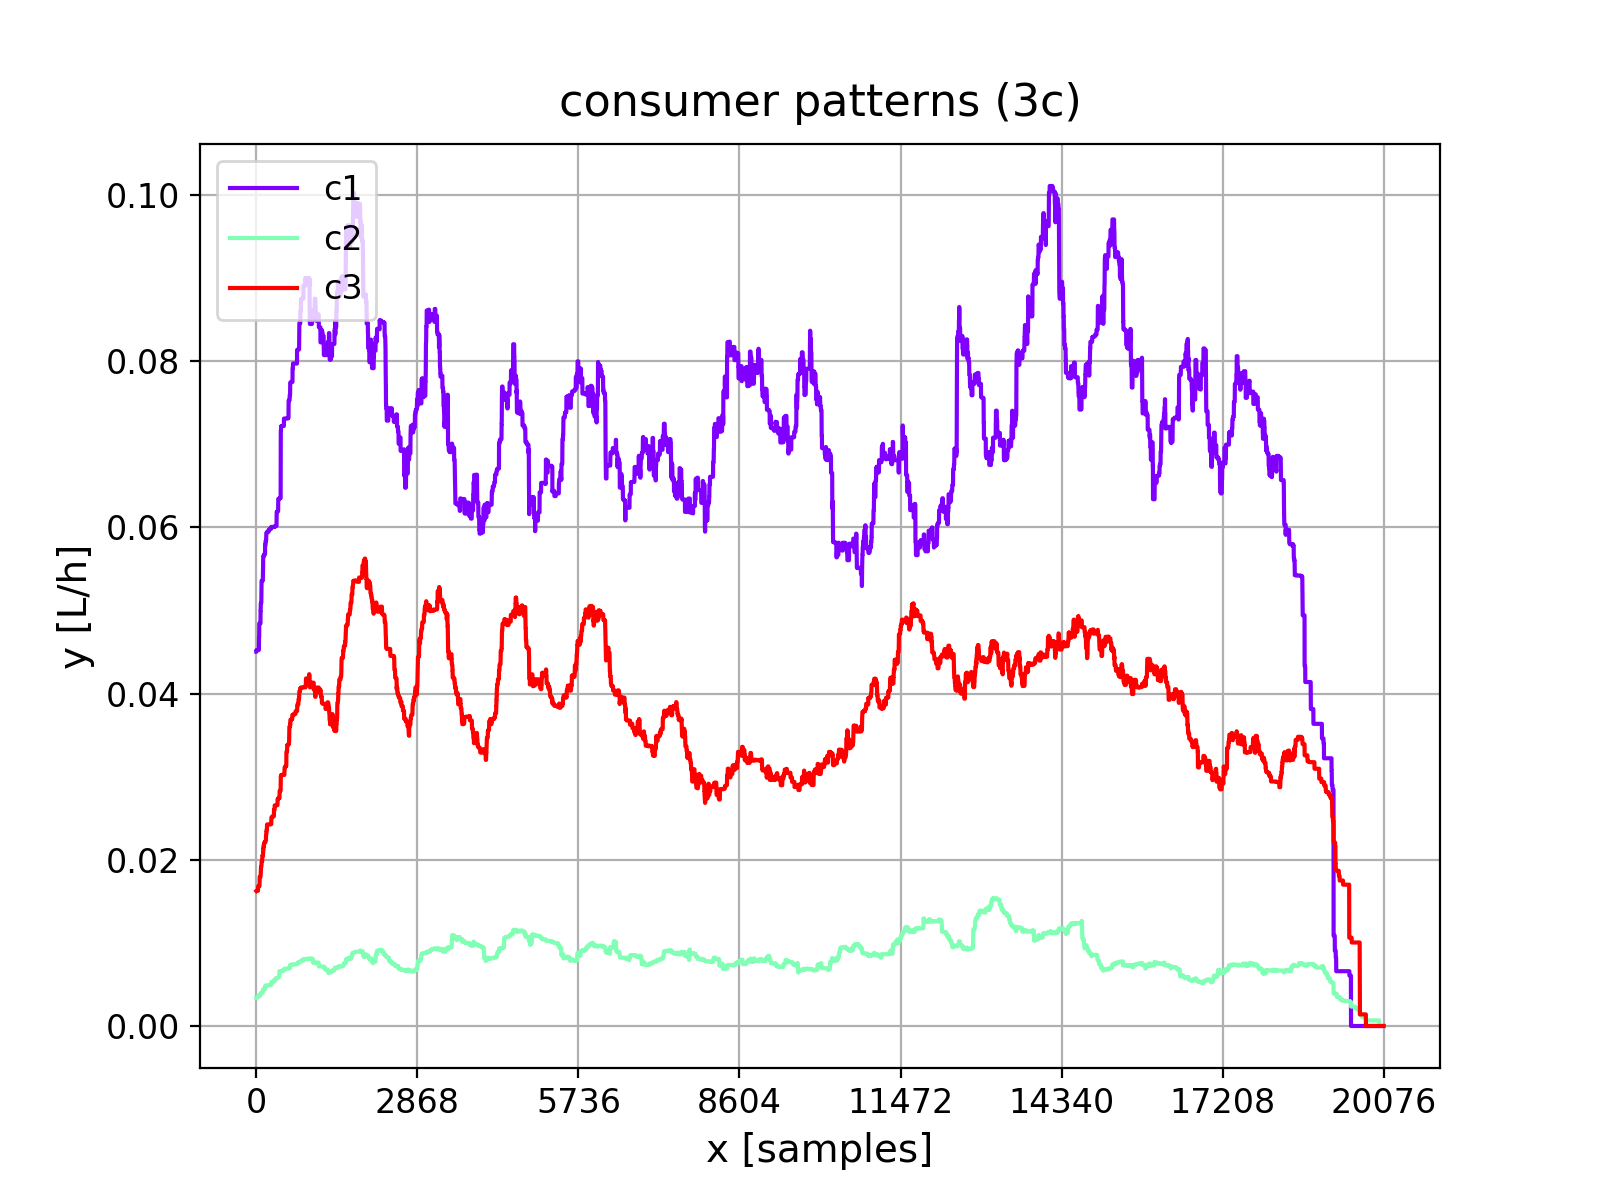 consumer patterns (3c)
c1
c2
c3
y [L/h]
0.10
0.08
0.06
0.04
0.02
0.00
0 2868 5736 8604 11472 14340 17208 20076
x [samples]